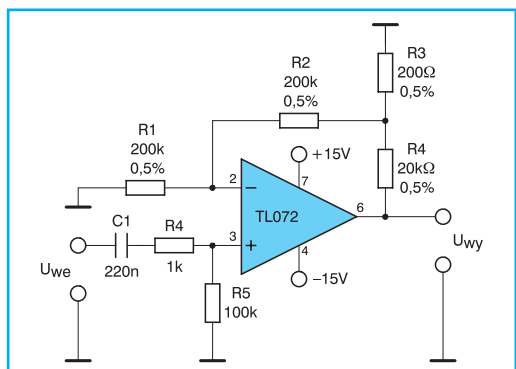 R3
200Ω
0,5%
R2
200k
0,5%
R1
200k
0,5%
+15V
R4
20kΩ
0,5%
2
−
7
TL072
6
C1
220n
R4
1k
3
+
4
−15V
Uwe
Uwy
R5
100k